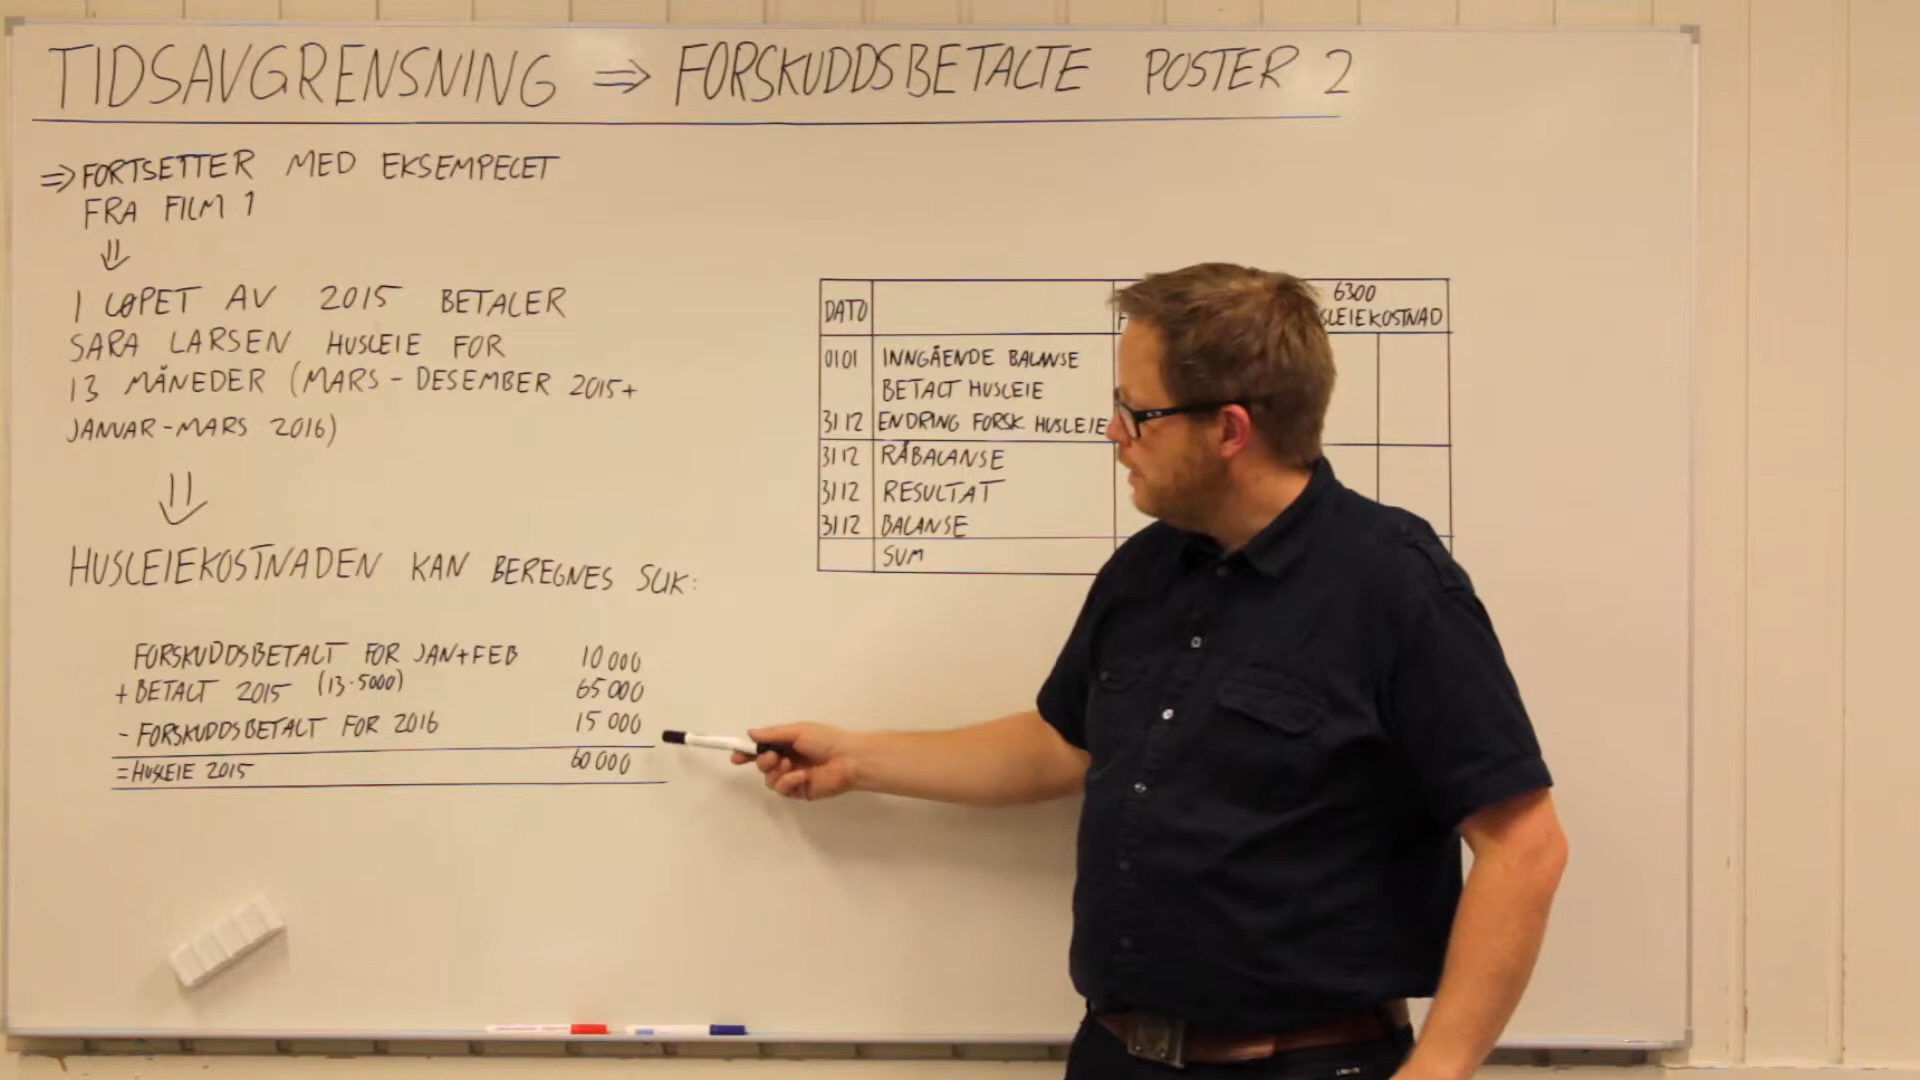 TIDSAVGRENSNING ⇒ FORSKUDDSBETALTE POSTER 2
⇒ FORTSETTER MED EKSEMPELET
FRA FILM 1
⇓
I LØPET AV 2015 BETALER
SARA LARSEN HUSLEIE FOR
13 MÅNEDER (MARS - DESEMBER 2015 +
JANUAR - MARS 2016)
⇓
HUSLEIEKOSTNADEN KAN BEREGNES SLIK:
FORSKUDDSBETALT FOR JAN + FEB 10 000
+ BETALT 2015 (13·5000) 65 000
- FORSKUDDSBETALT FOR 2016 15 000
= HUSLEIE 2015 60 000
DATO
6300
SLEIEKOSTNAD
0101 INNGÅENDE BALANSE
BETALT HUSLEIE
3112 ENDRING FORSK HUSLEIE
3112 RÅBALANSE
3112 RESULTAT
3112 BALANSE
SUM